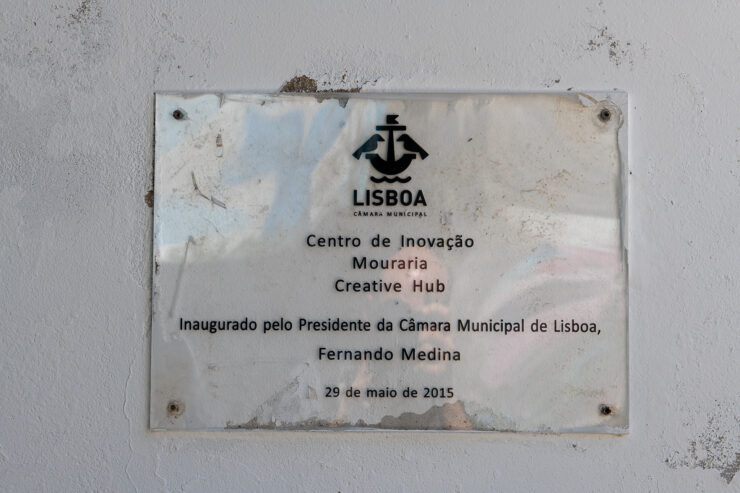 LISBOA
CÂMARA MUNICIPAL
Centro de Inovação
Mouraria
Creative Hub
Inaugurado pelo Presidente da Câmara Municipal de Lisboa,
Fernando Medina
29 de maio de 2015